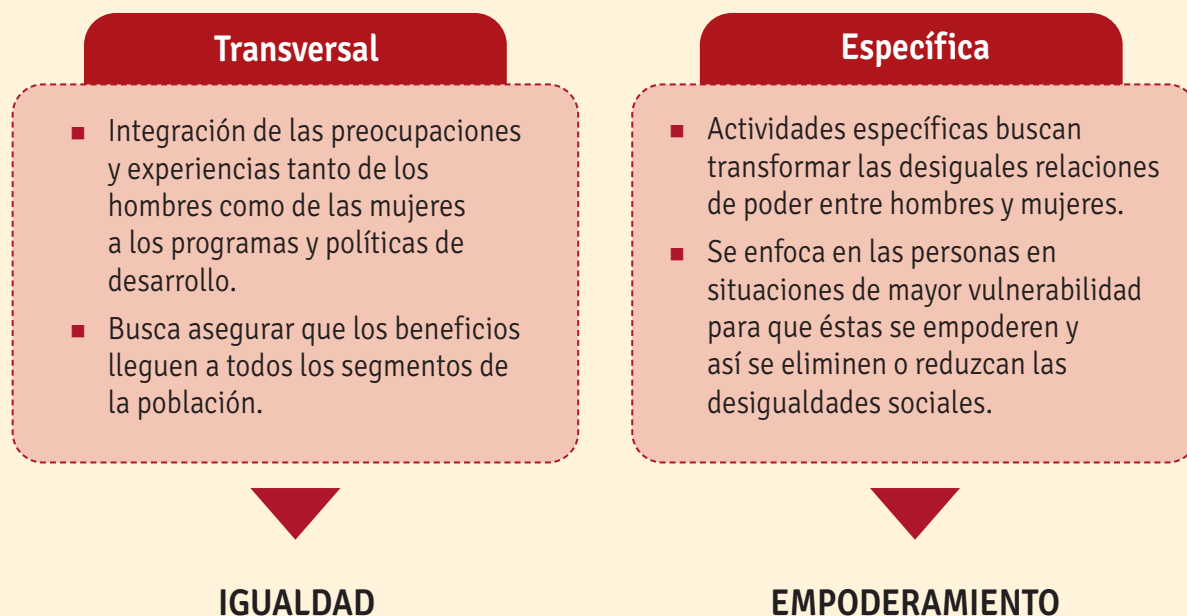 Transversal
Integración de las preocupaciones
y experiencias tanto de los
hombres como de las mujeres
a los programas y políticas de
desarrollo.
Busca asegurar que los beneficios
lleguen a todos los segmentos de
la población.
IGUALDAD
Específica
Actividades específicas buscan
transformar las desiguales relaciones
de poder entre hombres y mujeres.
Se enfoca en las personas en
situaciones de mayor vulnerabilidad
para que éstas se empoderen y
así se eliminen o reduzcan las
desigualdades sociales.
EMPODERAMIENTO